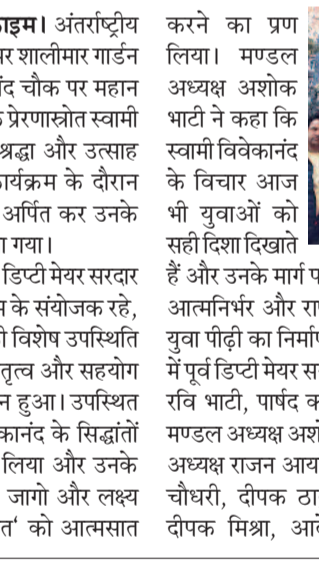 ाइम। अंतर्राष्ट्रीय
पर शालीमार गार्डन
ंद चौक पर महान
प्रेरणास्त्रोत स्वामी
श्रद्धा और उत्साह
ार्यक्रम के दौरान
अर्पित कर उनके
ा गया।
डिप्टी मेयर सरदार
म के संयोजक रहे,
ी विशेष उपस्थिति
तृत्व और सहयोग
न हुआ। उपस्थित
कानंद के सिद्धांतों
लिया और उनके
जागो और लक्ष्य
त‘ को आत्मसात
करने का प्रण
लिया। मण्डल
अध्यक्ष अशोक
भाटी ने कहा कि
स्वामी विवेकानंद
के विचार आज
भी युवाओं को
सही दिशा दिखाते
हैं और उनके मार्ग प
आत्मनिर्भर और रा
युवा पीढ़ी का निर्मा
में पूर्व डिप्टी मेयर स
रवि भाटी, पार्षद क
मण्डल अध्यक्ष अश
अध्यक्ष राजन आय
चौधरी, दीपक ठा
दीपक मिश्रा, आ